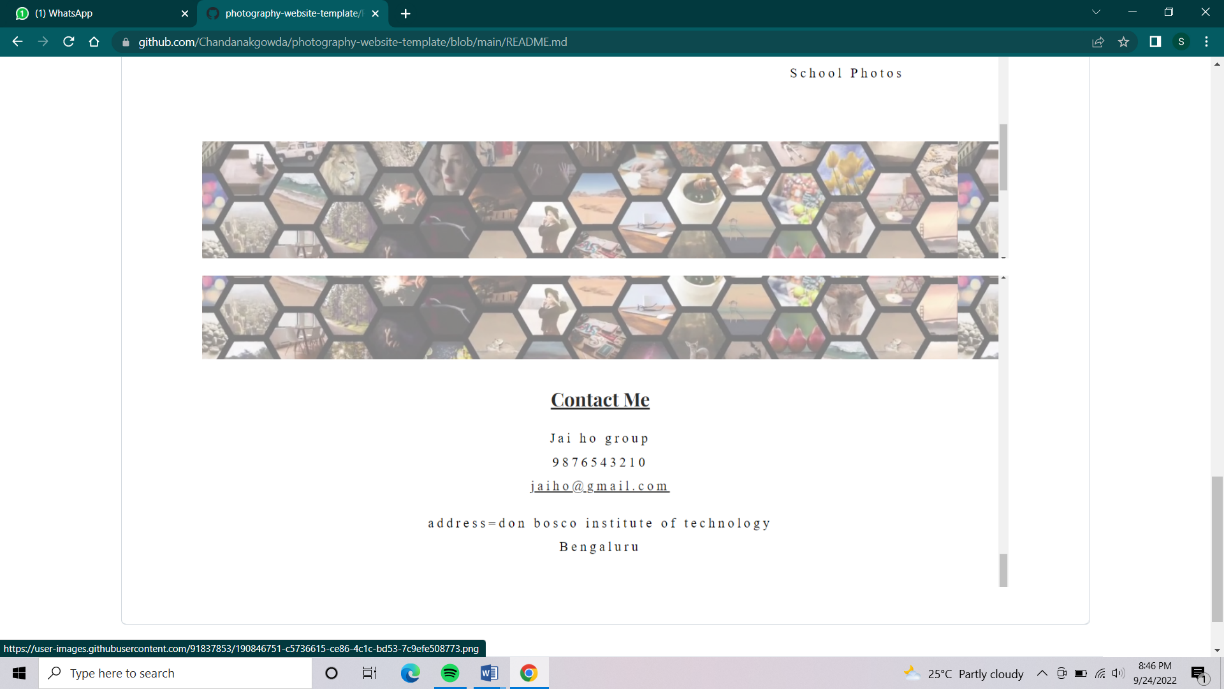 (1) WhatsApp
photography-website-template/
github.com/Chandanakgowda/photography-website-template/blob/main/README.md
S
School Photos
Contact Me
Jai ho group
9876543210
jaiho@gmail.com
address=don bosco institute of technology
Bengaluru
https://user-images.githubusercontent.com/91837853/190846751-c5736615-ce86-4c1c-bd53-7c9efe508773.png
Type here to search
25°C Partly cloudy
8:46 PM
9/24/2022
1